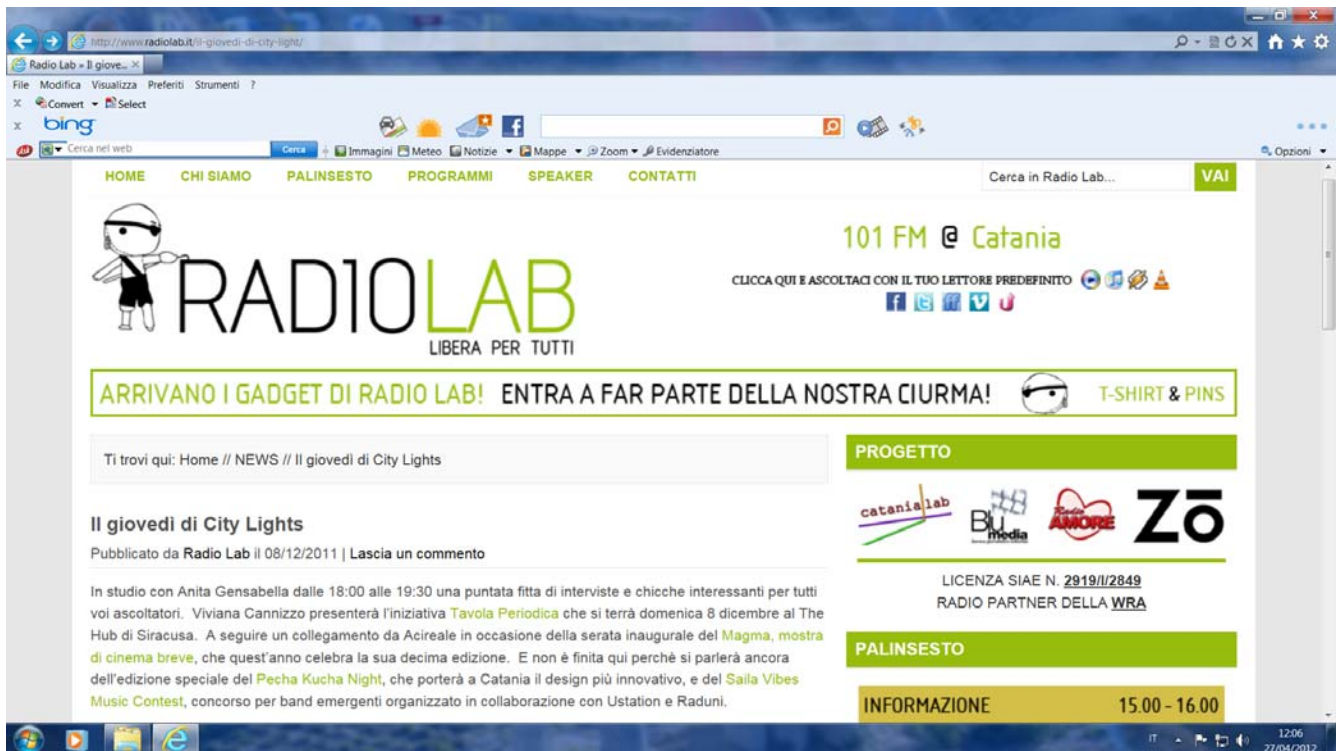 http://www.radiolab.it/il-giovedi-di-city-light/
Radio Lab » Il giove...
File Modifica Visualizza Preferiti Strumenti ?
x Convert Select
x bing
Cerca nel web Cerca Immagini Meteo Notizie Mappe Zoom Evidenziatore Opzioni
HOME CHI SIAMO PALINSESTO PROGRAMMI SPEAKER CONTATTI Cerca in Radio Lab... VAI
RADIOLAB
LIBERA PER TUTTI
101 FM @ Catania
CLICCA QUI E ASCOLTACI CON IL TUO LETTORE PREDEFINITO
ARRIVANO I GADGET DI RADIO LAB! ENTRA A FAR PARTE DELLA NOSTRA CIURMA! T-SHIRT & PINS
Ti trovi qui: Home // NEWS // Il giovedì di City Lights
Il giovedì di City Lights
Pubblicato da Radio Lab il 08/12/2011 | Lascia un commento
In studio con Anita Gensabella dalle 18:00 alle 19:30 una puntata fitta di interviste e chicche interessanti per tutti
voi ascoltatori. Viviana Cannizzo presenterà l'iniziativa Tavola Periodica che si terrà domenica 8 dicembre al The
Hub di Siracusa. A seguire un collegamento da Acireale in occasione della serata inaugurale del Magma, mostra
di cinema breve, che quest'anno celebra la sua decima edizione. E non è finita qui perchè si parlerà ancora
dell'edizione speciale del Pecha Kucha Night, che porterà a Catania il design più innovativo, e del Saila Vibes
Music Contest, concorso per band emergenti organizzato in collaborazione con Ustation e Raduni.
PROGETTO
catania lab Blu media Radio AMORE Zō
LICENZA SIAE N. 2919/I/2849
RADIO PARTNER DELLA WRA
PALINSESTO
INFORMAZIONE 15.00 - 16.00
IT 12:06
27/04/2012